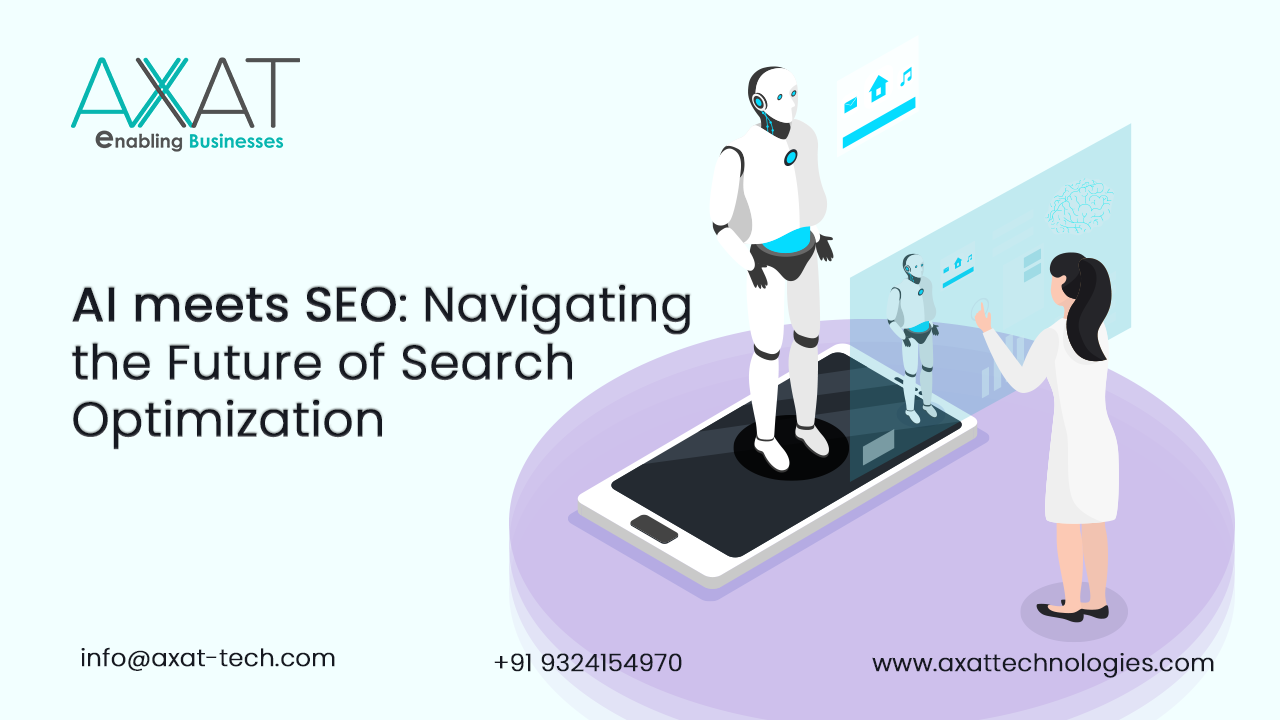 AXAT
enabling Businesses
AI meets SEO: Navigating
the Future of Search
Optimization
info@axat-tech.com
+91 9324154970
www.axattechnologies.com